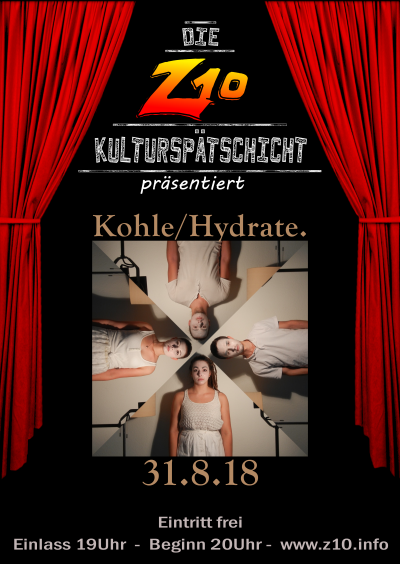 DIE
Z10
KULTURSPÄTSCHICHT
präsentiert
Kohle/Hydrate.
31.8.18
Eintritt frei
Einlass 19Uhr - Beginn 20Uhr - www.z10.info